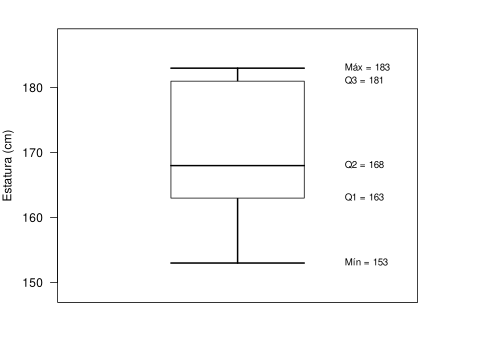 Estatura (cm)
180
170
160
150
Máx = 183
Q3 = 181
Q2 = 168
Q1 = 163
Mín = 153